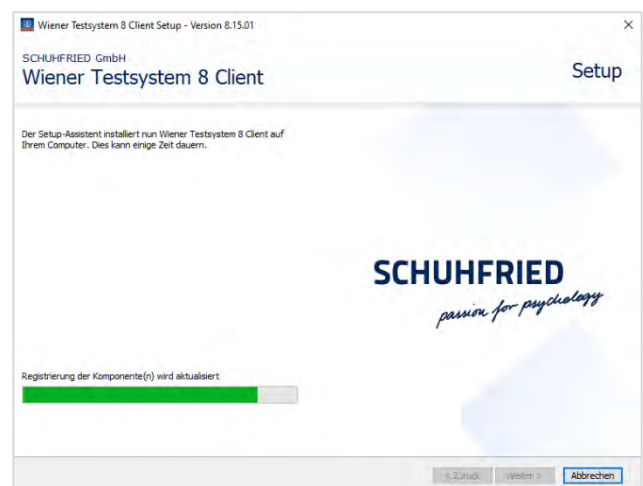 Wiener Testsystem 8 Client Setup - Version 8.15.01
SCHUHFRIED GmbH
Wiener Testsystem 8 Client
Setup
Der Setup-Assistent installiert nun Wiener Testsystem 8 Client auf
Ihrem Computer. Dies kann einige Zeit dauern.
SCHUHFRIED
passion for psychology
Registrierung der Komponente(n) wird aktualisiert
< Zurück Weiter > Abbrechen